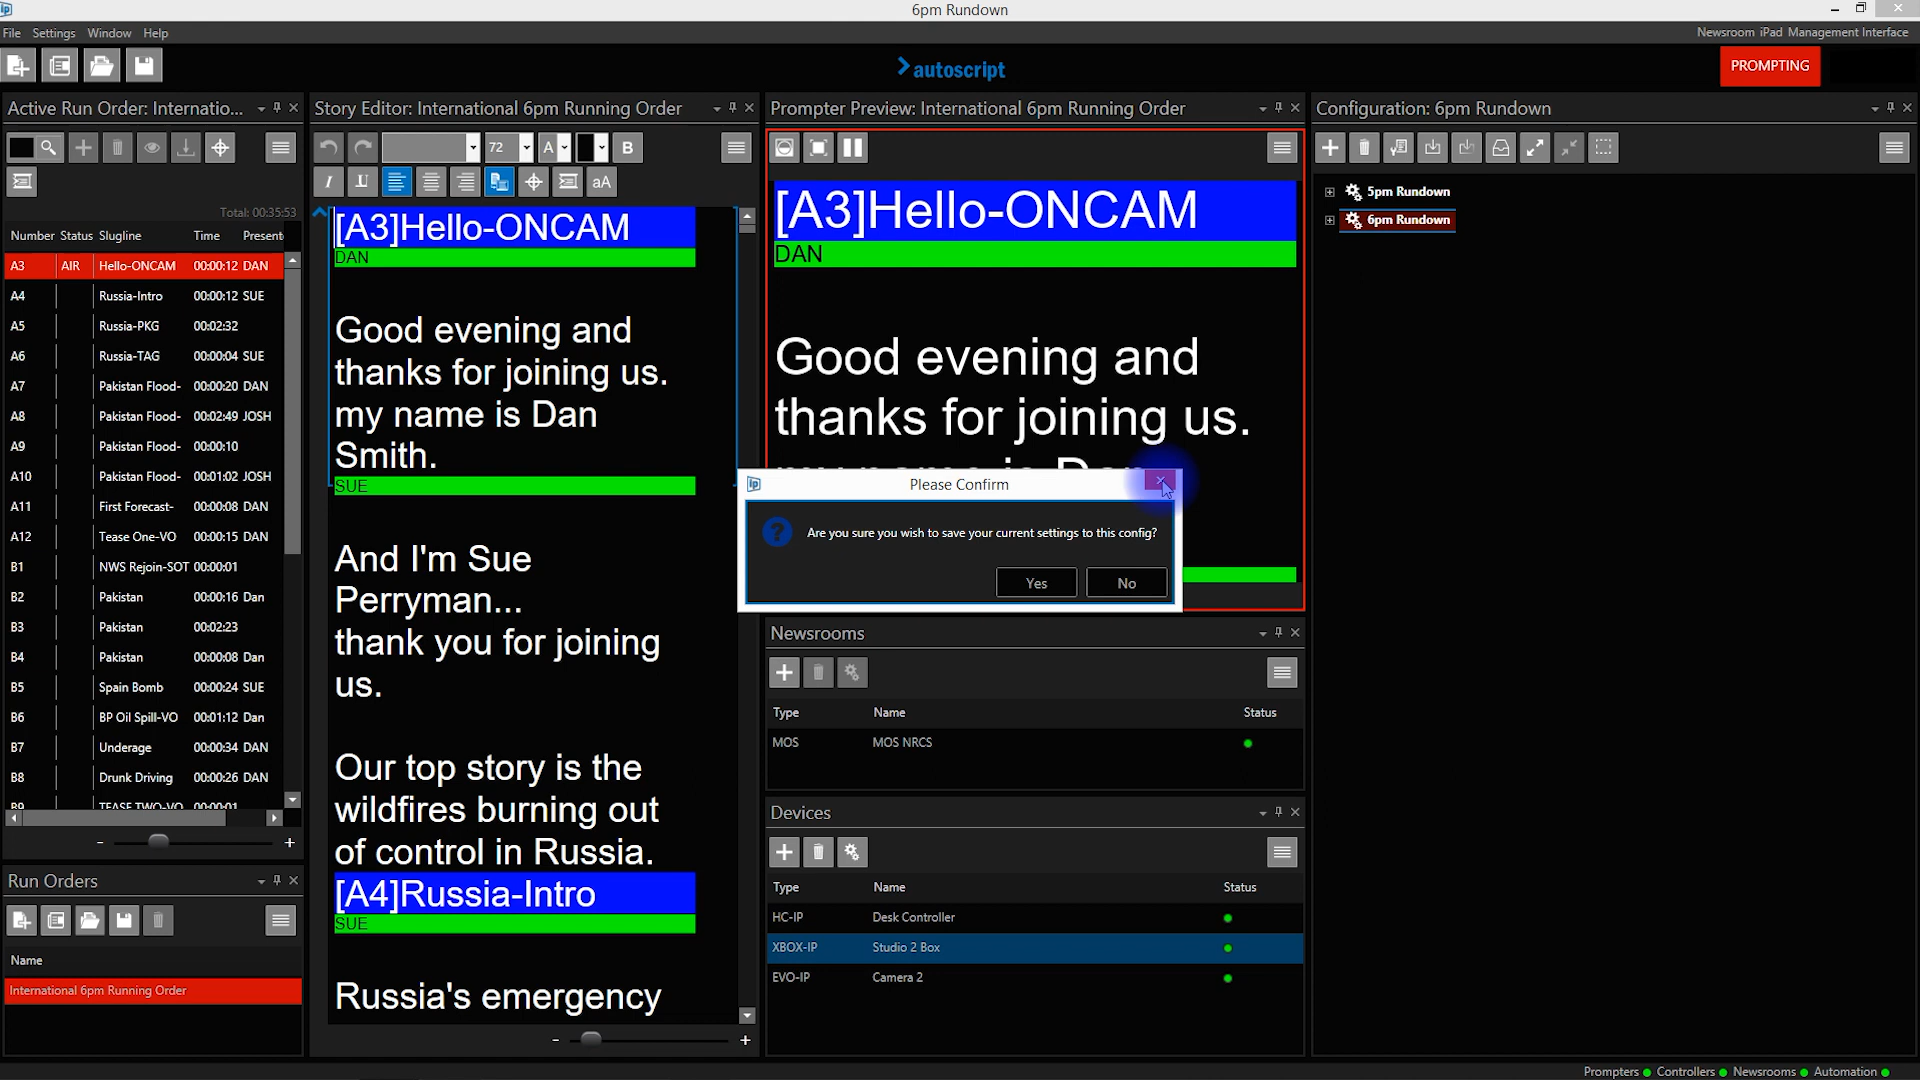 6pm Rundown
File Settings Window Help
Newsroom iPad Management Interface
autoscript
PROMPTING
Active Run Order: Internatio...
Total: 00:35:53
Number Status Slugline Time Present
A3 AIR Hello-ONCAM 00:00:12 DAN
A4 Russia-Intro 00:00:12 SUE
A5 Russia-PKG 00:02:32
A6 Russia-TAG 00:00:04 SUE
A7 Pakistan Flood- 00:00:20 DAN
A8 Pakistan Flood- 00:02:49 JOSH
A9 Pakistan Flood- 00:00:10
A10 Pakistan Flood- 00:01:02 JOSH
A11 First Forecast- 00:00:08 DAN
A12 Tease One-VO 00:00:15 DAN
B1 NWS Rejoin-SOT 00:00:01
B2 Pakistan 00:00:16 Dan
B3 Pakistan 00:02:23
B4 Pakistan 00:00:08 Dan
B5 Spain Bomb 00:00:24 SUE
B6 BP Oil Spill-VO 00:01:12 Dan
B7 Underage 00:00:34 DAN
B8 Drunk Driving 00:00:26 DAN
B9 TEASE TWO-VO 00:00:01
Run Orders
Name
International 6pm Running Order
Story Editor: International 6pm Running Order
72 A B
I U aA
[A3]Hello-ONCAM
DAN
Good evening and
thanks for joining us.
my name is Dan
Smith.
SUE
And I'm Sue
Perryman...
thank you for joining
us.
Our top story is the
wildfires burning out
of control in Russia.
[A4]Russia-Intro
SUE
Russia's emergency
Prompter Preview: International 6pm Running Order
[A3]Hello-ONCAM
DAN
Good evening and
thanks for joining us.
my name is Dan
Please Confirm
Are you sure you wish to save your current settings to this config?
Yes No
Newsrooms
Type Name Status
MOS MOS NRCS
Devices
Type Name Status
HC-IP Desk Controller
XBOX-IP Studio 2 Box
EVO-IP Camera 2
Configuration: 6pm Rundown
5pm Rundown
6pm Rundown
Prompters Controllers Newsrooms Automation